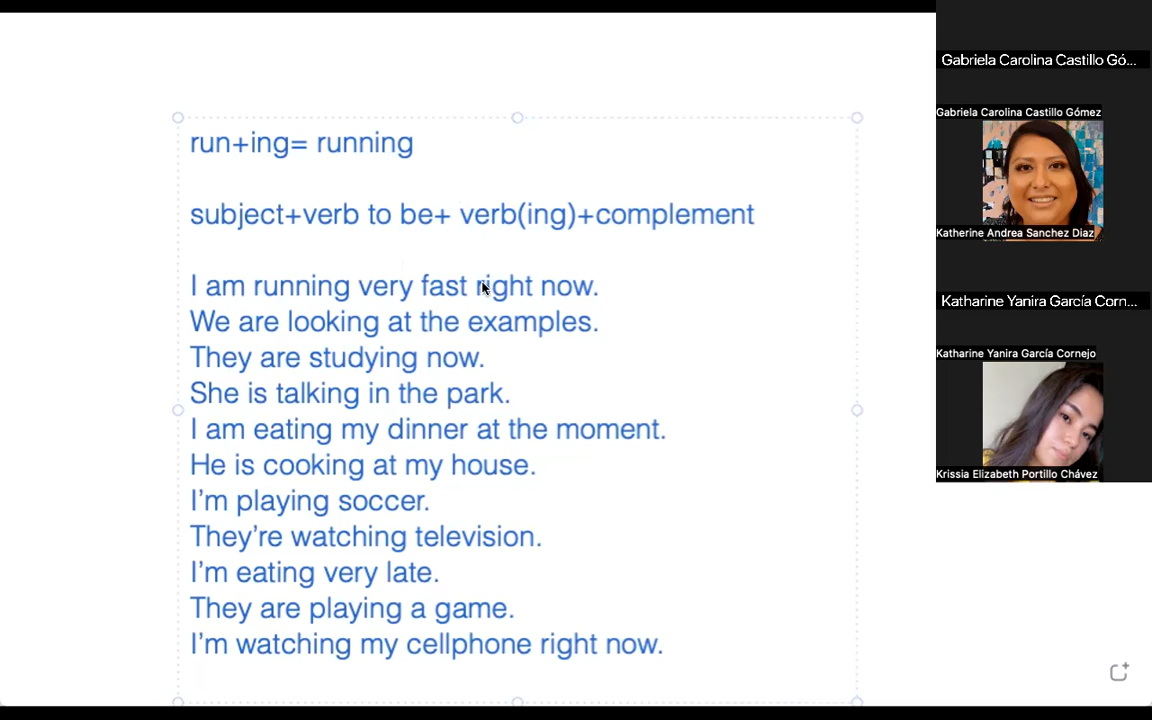 run+ing= running
subject+verb to be+ verb(ing)+complement
I am running very fast right now.
We are looking at the examples.
They are studying now.
She is talking in the park.
I am eating my dinner at the moment.
He is cooking at my house.
I'm playing soccer.
They're watching television.
I'm eating very late.
They are playing a game.
I'm watching my cellphone right now.
Gabriela Carolina Castillo Gó...
Gabriela Carolina Castillo Gómez
Katherine Andrea Sanchez Diaz
Katharine Yanira García Corn...
Katharine Yanira García Cornejo
Krissia Elizabeth Portillo Chávez